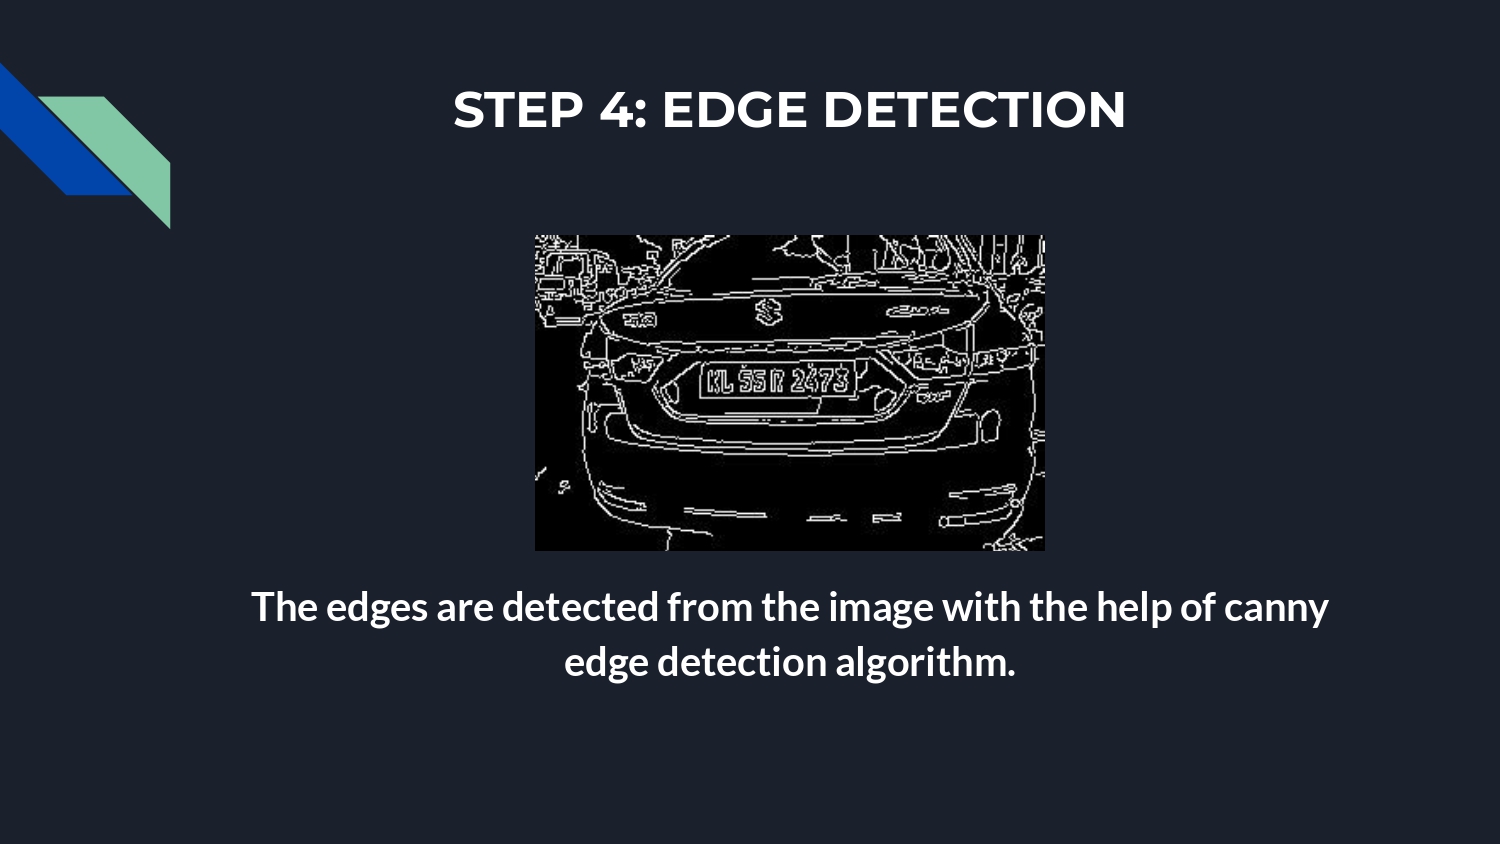 STEP 4: EDGE DETECTION
KL 55 R 2473
The edges are detected from the image with the help of canny
edge detection algorithm.